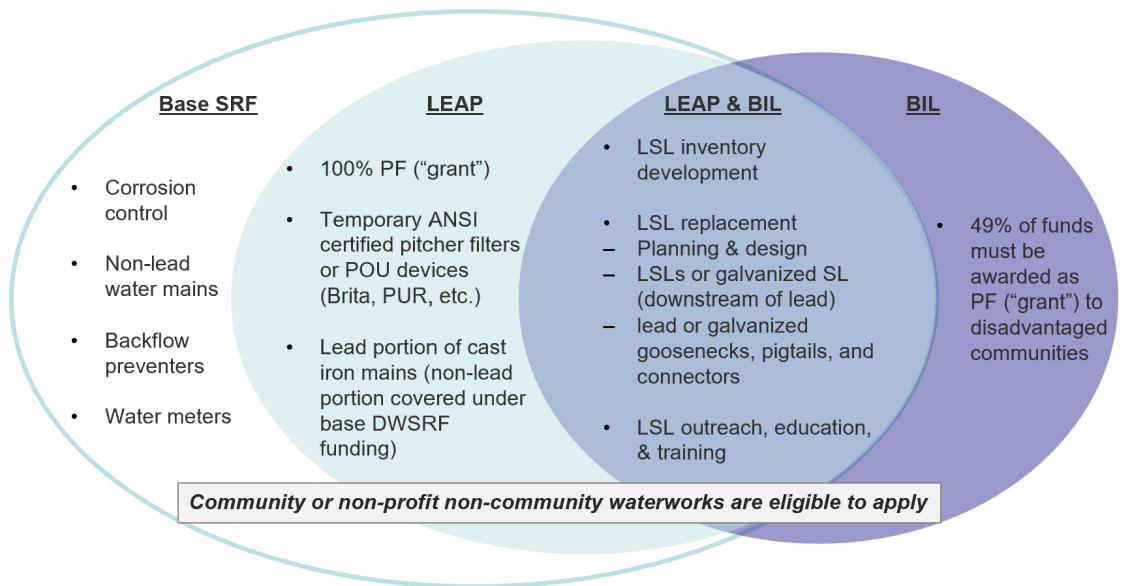 Base SRF
• Corrosion
control
• Non-lead
water mains
• Backflow
preventers
• Water meters
LEAP
• 100% PF (“grant”)
• Temporary ANSI
certified pitcher filters
or POU devices
(Brita, PUR, etc.)
• Lead portion of cast
iron mains (non-lead
portion covered under
base DWSRF
funding)
LEAP & BIL
• LSL inventory
development
• LSL replacement
– Planning & design
– LSLs or galvanized SL
(downstream of lead)
– lead or galvanized
goosenecks, pigtails, and
connectors
• LSL outreach, education,
& training
BIL
• 49% of funds
must be
awarded as
PF (“grant”) to
disadvantaged
communities
Community or non-profit non-community waterworks are eligible to apply